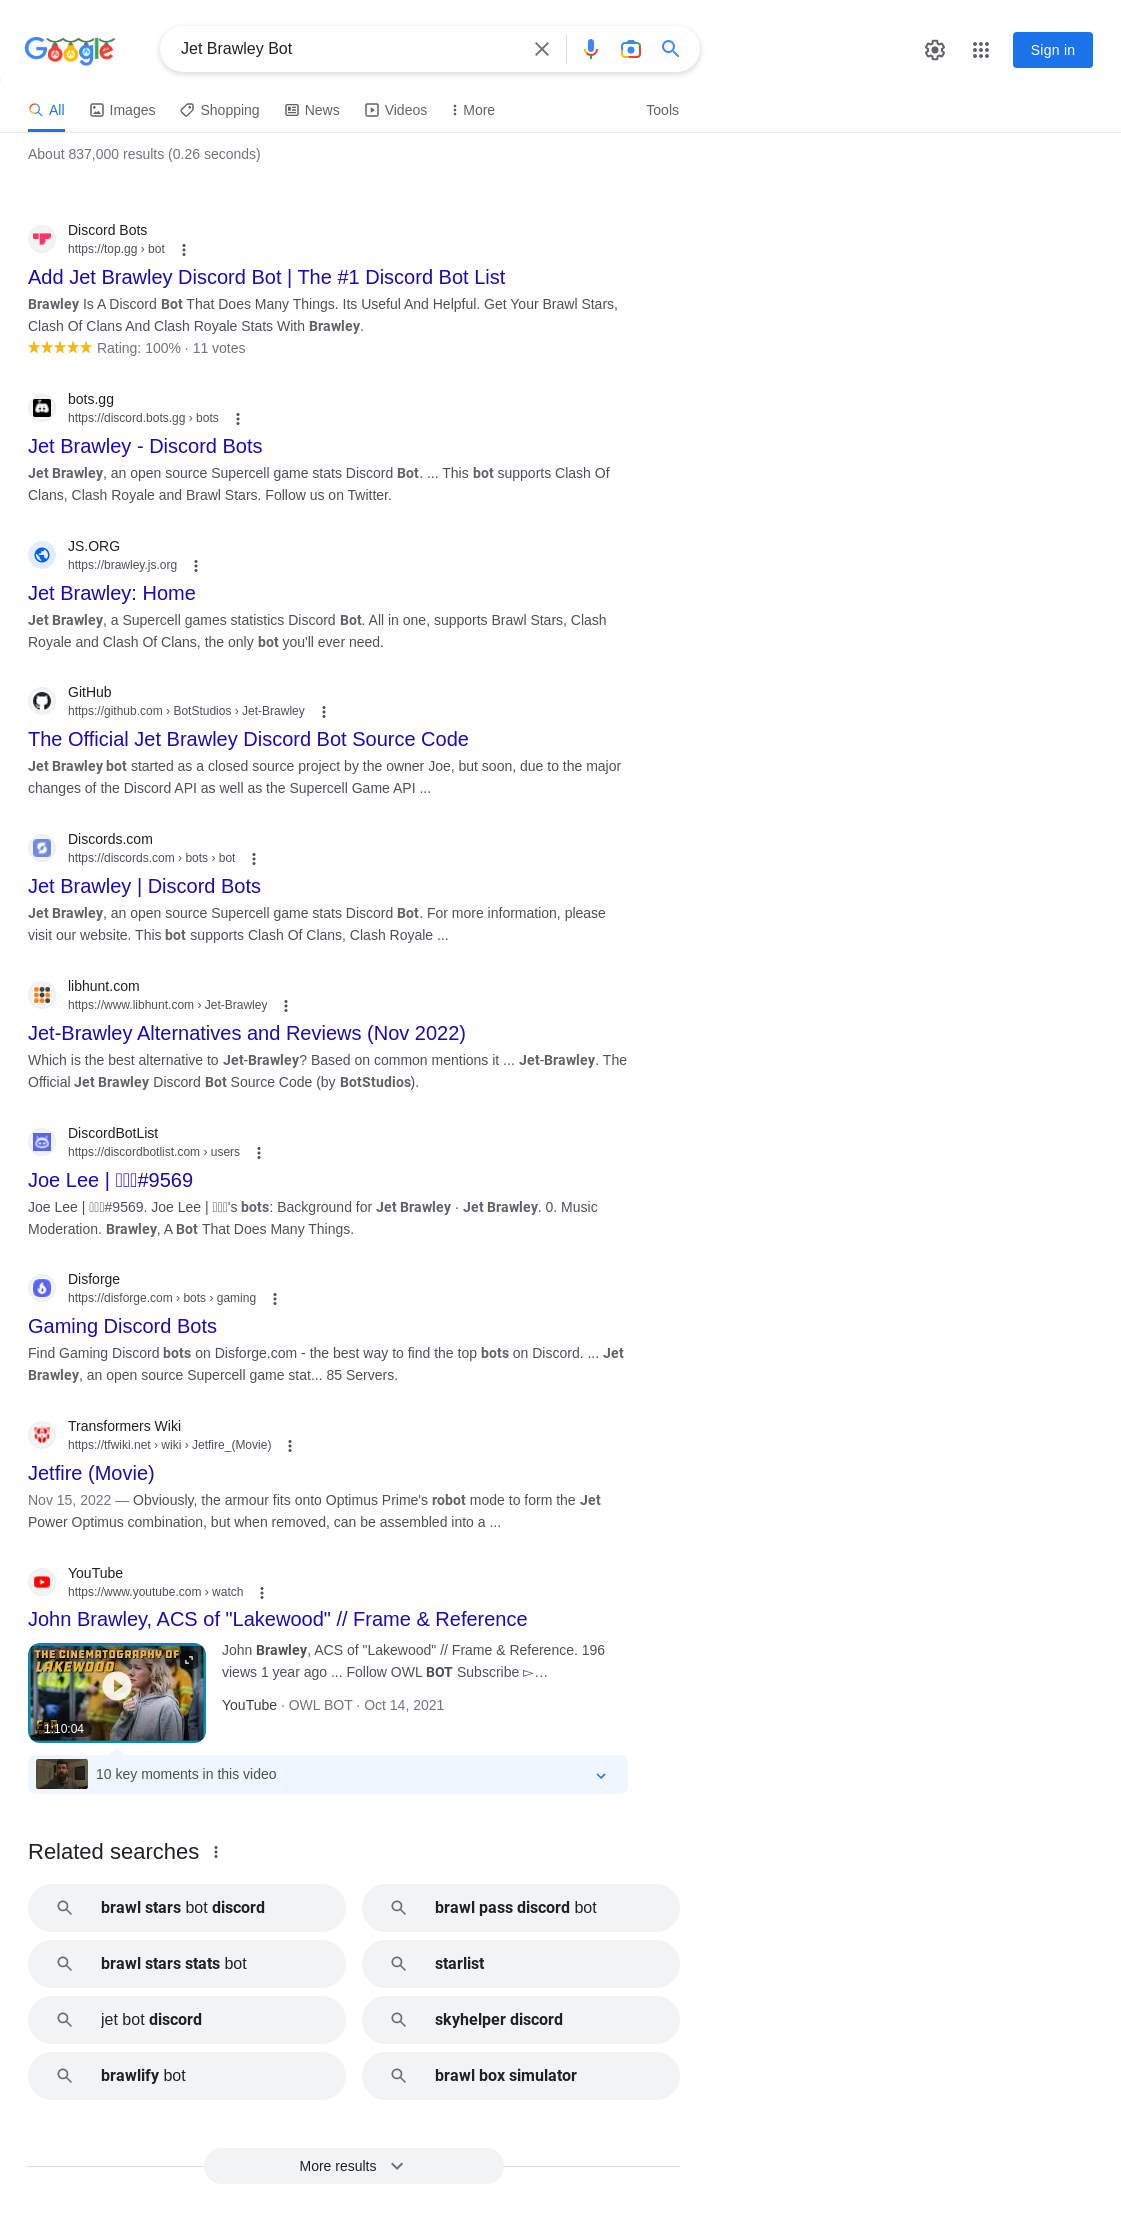 Google
Jet Brawley Bot
Sign in
All
Images
Shopping
News
Videos
More
Tools
About 837,000 results (0.26 seconds)
Discord Bots
https://top.gg › bot
Add Jet Brawley Discord Bot | The #1 Discord Bot List
Brawley Is A Discord Bot That Does Many Things. Its Useful And Helpful. Get Your Brawl Stars,
Clash Of Clans And Clash Royale Stats With Brawley.
Rating: 100% · 11 votes
bots.gg
https://discord.bots.gg › bots
Jet Brawley - Discord Bots
Jet Brawley, an open source Supercell game stats Discord Bot. ... This bot supports Clash Of
Clans, Clash Royale and Brawl Stars. Follow us on Twitter.
JS.ORG
https://brawley.js.org
Jet Brawley: Home
Jet Brawley, a Supercell games statistics Discord Bot. All in one, supports Brawl Stars, Clash
Royale and Clash Of Clans, the only bot you'll ever need.
GitHub
https://github.com › BotStudios › Jet-Brawley
The Official Jet Brawley Discord Bot Source Code
Jet Brawley bot started as a closed source project by the owner Joe, but soon, due to the major
changes of the Discord API as well as the Supercell Game API ...
Discords.com
https://discords.com › bots › bot
Jet Brawley | Discord Bots
Jet Brawley, an open source Supercell game stats Discord Bot. For more information, please
visit our website. This bot supports Clash Of Clans, Clash Royale ...
libhunt.com
https://www.libhunt.com › Jet-Brawley
Jet-Brawley Alternatives and Reviews (Nov 2022)
Which is the best alternative to Jet-Brawley? Based on common mentions it ... Jet-Brawley. The
Official Jet Brawley Discord Bot Source Code (by BotStudios).
DiscordBotList
https://discordbotlist.com › users
Joe Lee | #9569
Joe Lee | #9569. Joe Lee | 's bots: Background for Jet Brawley · Jet Brawley. 0. Music
Moderation. Brawley, A Bot That Does Many Things.
Disforge
https://disforge.com › bots › gaming
Gaming Discord Bots
Find Gaming Discord bots on Disforge.com - the best way to find the top bots on Discord. ... Jet
Brawley, an open source Supercell game stat... 85 Servers.
Transformers Wiki
https://tfwiki.net › wiki › Jetfire_(Movie)
Jetfire (Movie)
Nov 15, 2022 — Obviously, the armour fits onto Optimus Prime's robot mode to form the Jet
Power Optimus combination, but when removed, can be assembled into a ...
YouTube
https://www.youtube.com › watch
John Brawley, ACS of "Lakewood" // Frame & Reference
THE CINEMATOGRAPHY OF
LAKEWOOD
1:10:04
John Brawley, ACS of "Lakewood" // Frame & Reference. 196
views 1 year ago ... Follow OWL BOT Subscribe ▻…
YouTube · OWL BOT · Oct 14, 2021
10 key moments in this video
Related searches
brawl stars bot discord
brawl pass discord bot
brawl stars stats bot
starlist
jet bot discord
skyhelper discord
brawlify bot
brawl box simulator
More results